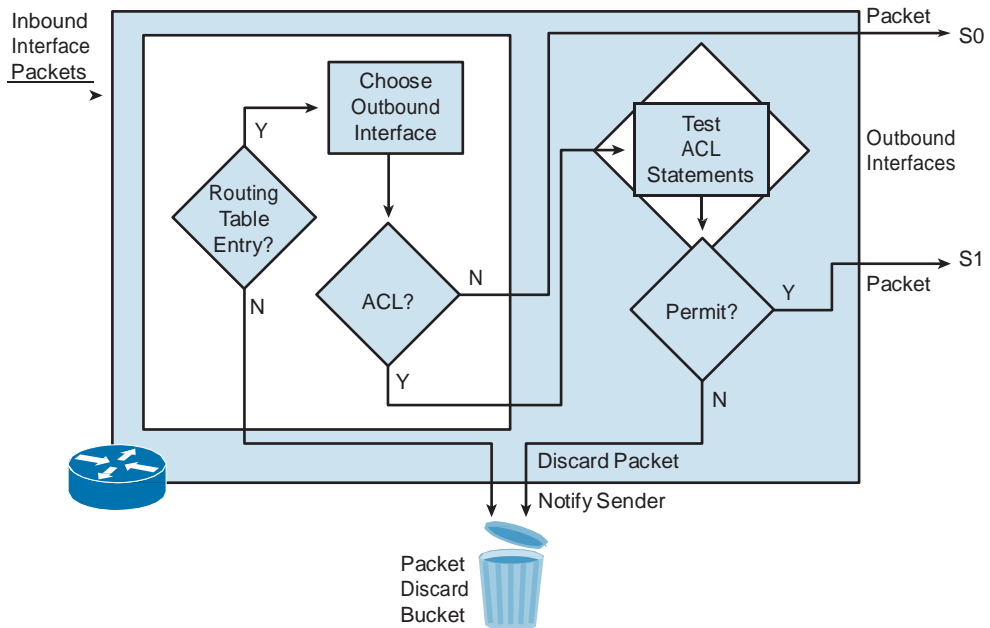 Inbound
Interface
Packets
Packet
S0
Choose
Outbound
Interface
Y
Test
ACL
Statements
Outbound
Interfaces
Routing
Table
Entry?
N
ACL?
N
Y
Permit?
Y
S1
Packet
N
Discard Packet
Notify Sender
Packet
Discard
Bucket